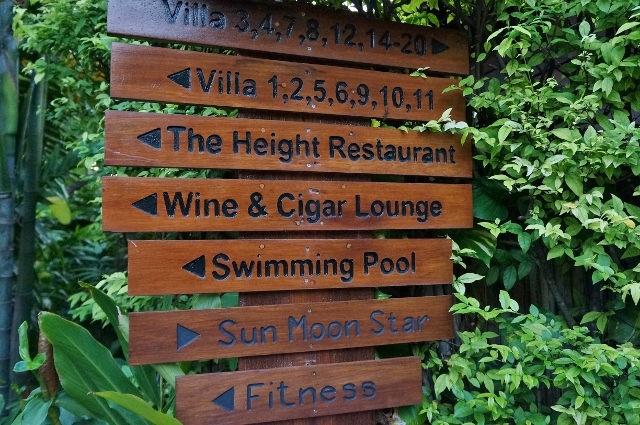 Villa 3,4,7,8,12,14-20
Villa 1,2,5,6,9,10,11
The Height Restaurant
Wine & Cigar Lounge
Swimming Pool
Sun Moon Star
Fitness